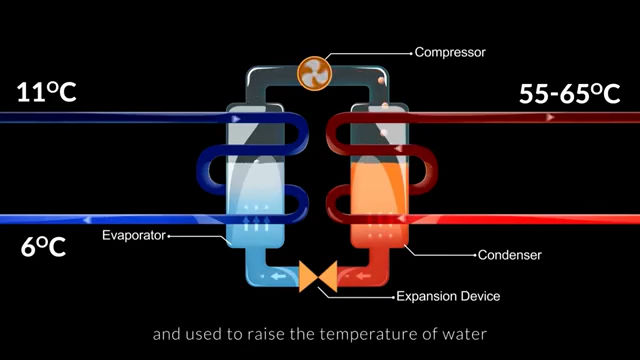 Compressor
11°C
55-65°C
Evaporator
6°C
Condenser
Expansion Device
and used to raise the temperature of water